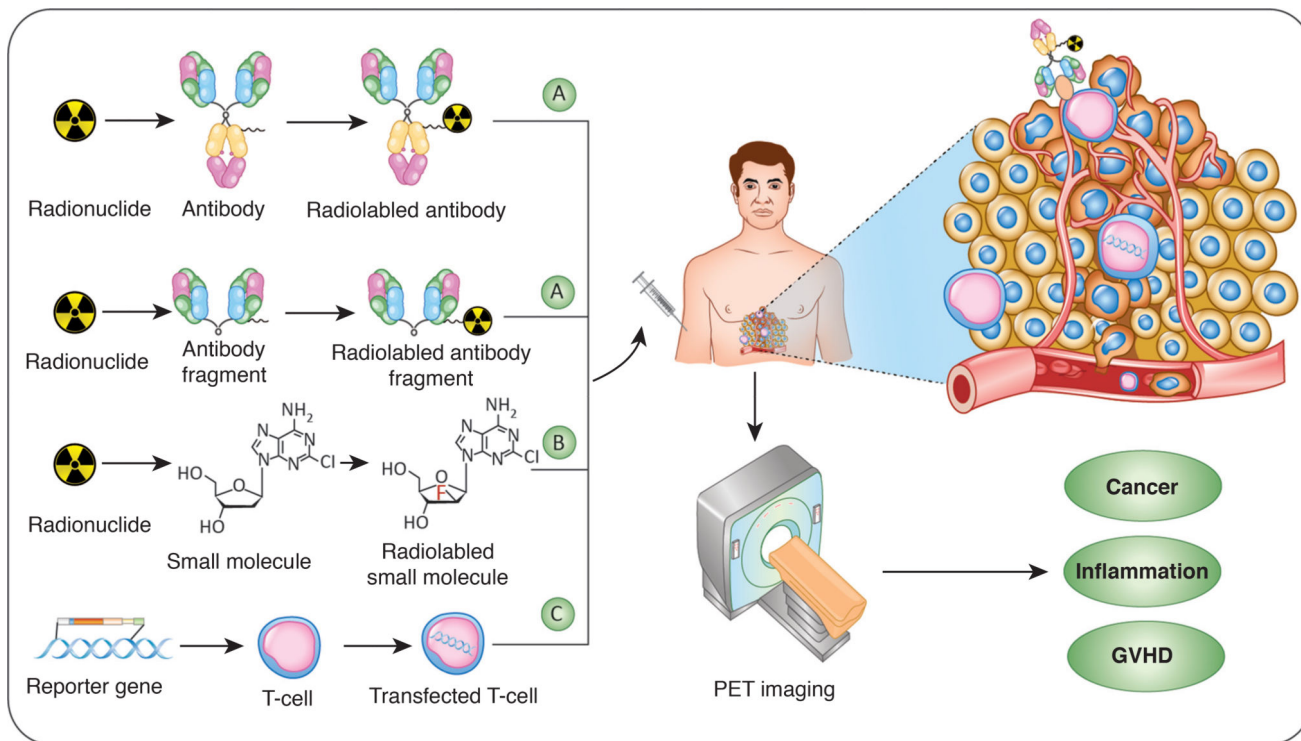 Radionuclide
Antibody
Radiolabled antibody
A
Radionuclide
Antibody
fragment
Radiolabled antibody
fragment
A
Radionuclide
NH2
N
N
N
N
Cl
HO
O
HO
Small molecule
NH2
N
N
N
N
Cl
HO
O
F
HO
Radiolabled
small molecule
B
Reporter gene
T-cell
Transfected T-cell
C
PET imaging
Cancer
Inflammation
GVHD